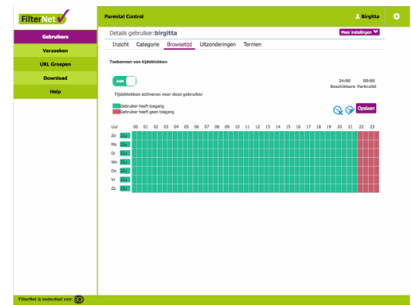 FilterNet
Parental Control
Birgitta
Gebruikers
Verzoeken
URL Groepen
Download
Help
Details gebruiker:birgitta
Meer instellingen
Inzicht Categorie Browsetijd Uitzonderingen Termen
Toekennen van tijdsblokken
AAN
24:00 00:00
Beschikbare Verbruikt
Tijdsblokken activeren voor deze gebruiker
Gebruiker heeft toegang
Gebruiker heeft geen toegang
Opslaan
Uur 00 01 02 03 04 05 06 07 08 09 10 11 12 13 14 15 16 17 18 19 20 21 22 23
Zo
Ma
Di
Wo
Do
Vr
Za
FilterNet is onderdeel van: